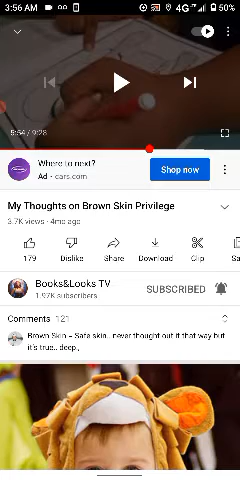 3:56 AM
4G
50%
5:54 / 9:28
Where to next?
Ad · cars.com
Shop now
My Thoughts on Brown Skin Privilege
3.7K views · 4mo ago
179 Dislike Share Download Clip Sa
Books&Looks TV
1.97K subscribers
SUBSCRIBED
Comments 121
Brown Skin = Safe skin.. never thought out it that way but
it's true.. deep,,